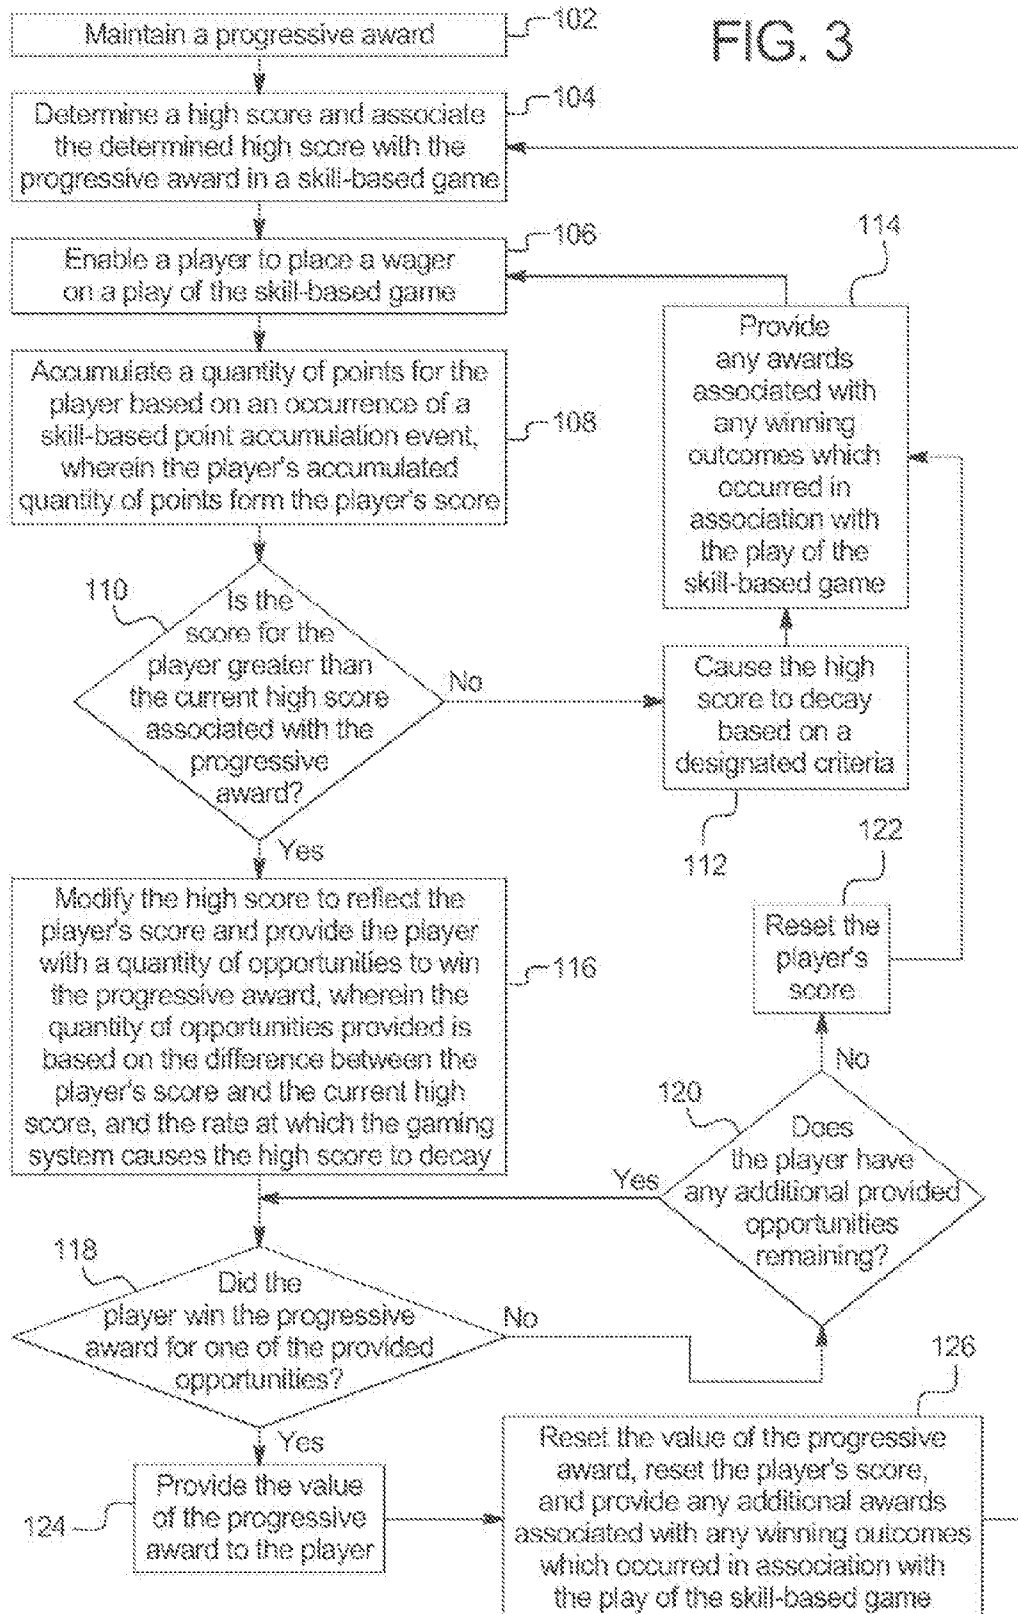 FIG. 3
Maintain a progressive award
102
Determine a high score and associate
the determined high score with the
progressive award in a skill-based game
104
Enable a player to place a wager
on a play of the skill-based game
106
Accumulate a quantity of points for the
player based on an occurrence of a
skill-based point accumulation event,
wherein the player's accumulated
quantity of points form the player's score
108
110
Is the
score for the
player greater than
the current high score
associated with the
progressive
award?
No
Yes
Cause the high
score to decay
based on a
designated criteria
112
114
Provide
any awards
associated with
any winning
outcomes which
occurred in
association with
the play of the
skill-based game
Modify the high score to reflect the
player's score and provide the player
with a quantity of opportunities to win
the progressive award, wherein the
quantity of opportunities provided is
based on the difference between the
player's score and the current high
score, and the rate at which the gaming
system causes the high score to decay
116
118
Did the
player win the progressive
award for one of the provided
opportunities?
No
Yes
120
Does
the player have
any additional provided
opportunities
remaining?
Yes
No
122
Reset the
player's
score
124
Provide the value
of the progressive
award to the player
126
Reset the value of the progressive
award, reset the player's score,
and provide any additional awards
associated with any winning outcomes
which occurred in association with
the play of the skill-based game